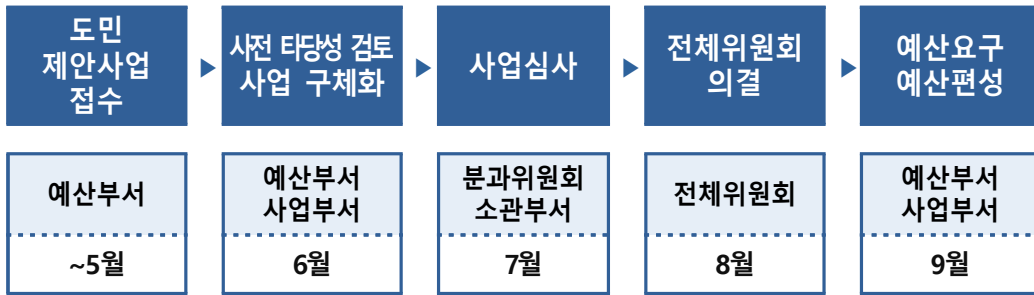 도민
제안사업
접수
사전 타당성 검토
사업 구체화
사업심사
전체위원회
의결
예산요구
예산편성
예산부서
~5월
예산부서
사업부서
6월
분과위원회
소관부서
7월
전체위원회
8월
예산부서
사업부서
9월